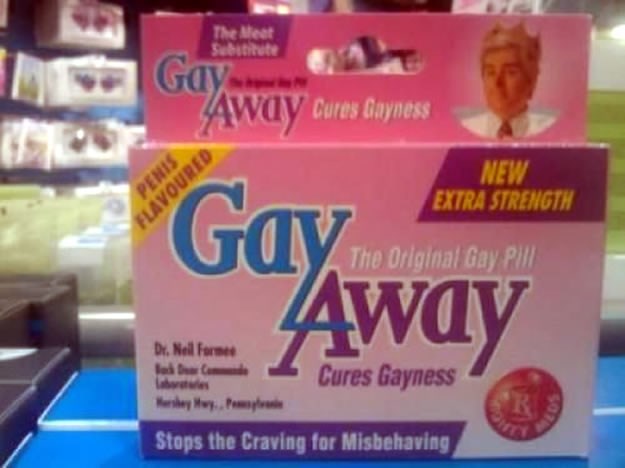 The Meat
Substitute
Gay
Away
The Original Gay Pill
Cures Gayness
PENIS
FLAVOURED
NEW
EXTRA STRENGTH
Gay
The Original Gay Pill
Away
Cures Gayness
Dr. Neil Formee
Back Door Commando
Laboratories
Hershey Hwy., Pennsylvania
Stops the Craving for Misbehaving
R
MIGHTY MEDS